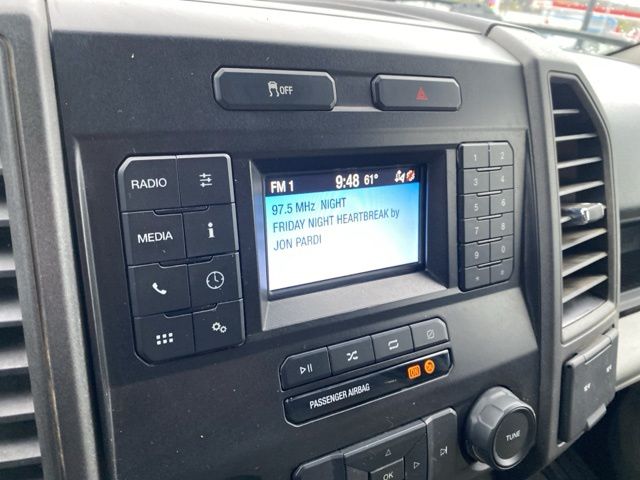 OFF
RADIO
MEDIA
i
FM 1 9:48 61°
97.5 MHz NIGHT
FRIDAY NIGHT HEARTBREAK by
JON PARDI
1 2
3 4
5 6
7 8
9 0
* #
PASSENGER AIRBAG ON
OK
TUNE